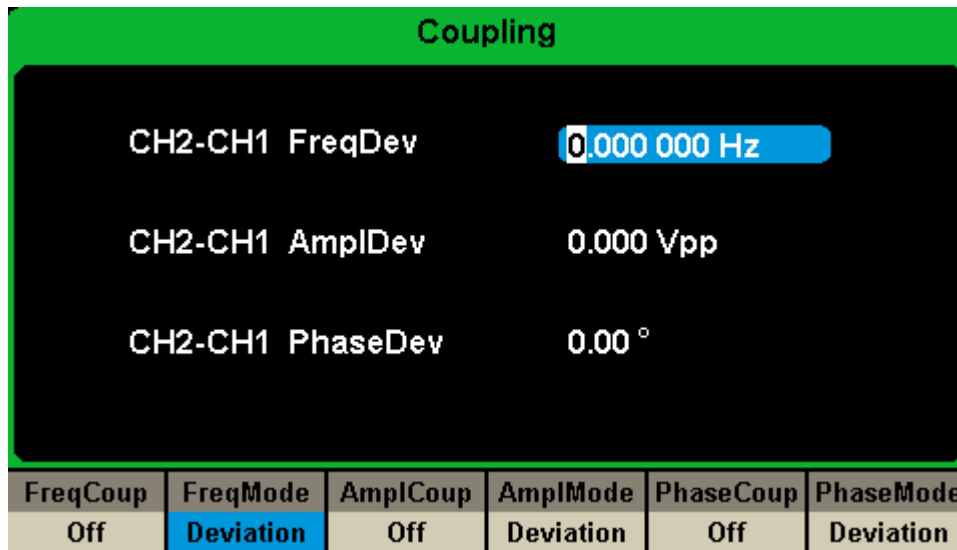 Coupling
CH2-CH1 FreqDev 0.000 000 Hz
CH2-CH1 AmplDev 0.000 Vpp
CH2-CH1 PhaseDev 0.00 °
FreqCoup FreqMode AmplCoup AmplMode PhaseCoup PhaseMode
Off Deviation Off Deviation Off Deviation